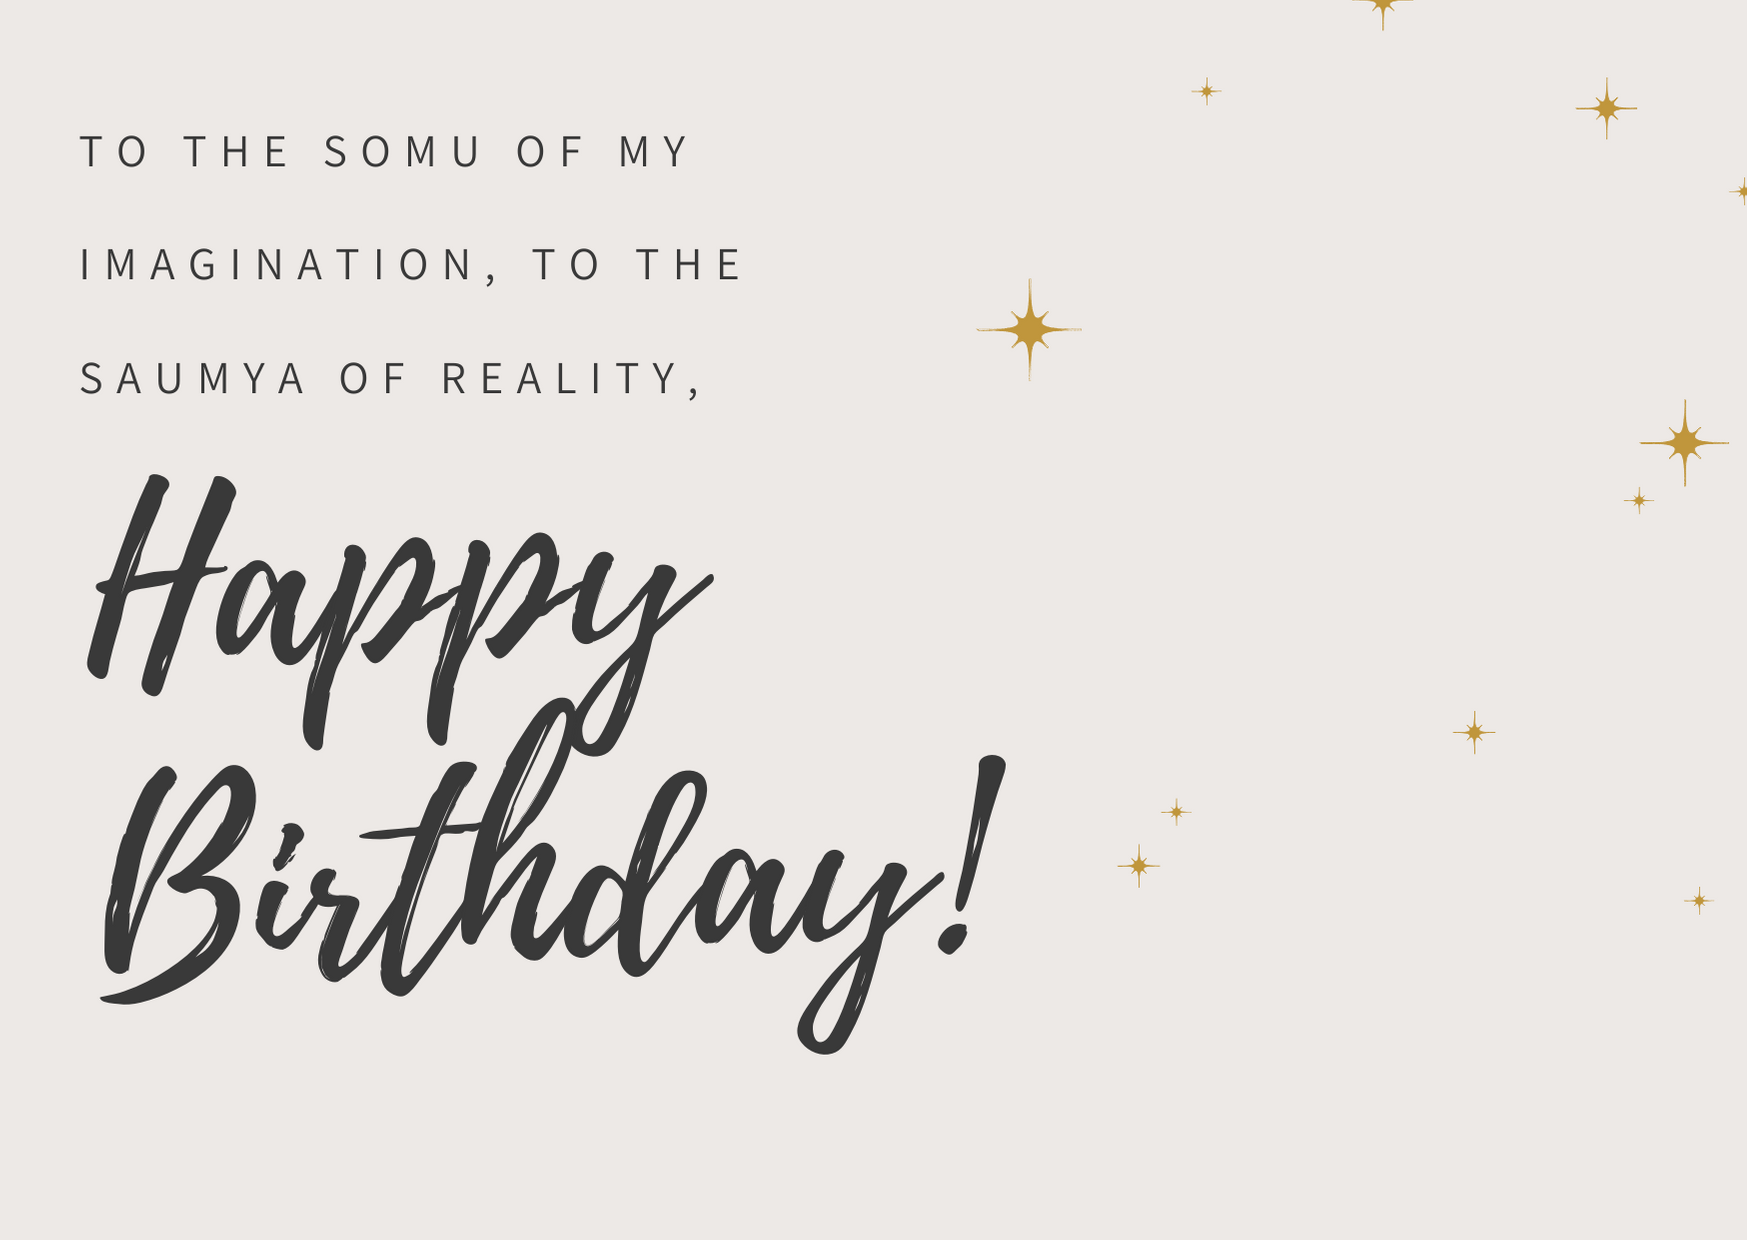 TO THE SOMU OF MY
IMAGINATION, TO THE
SAUMYA OF REALITY,
Happy
Birthday!